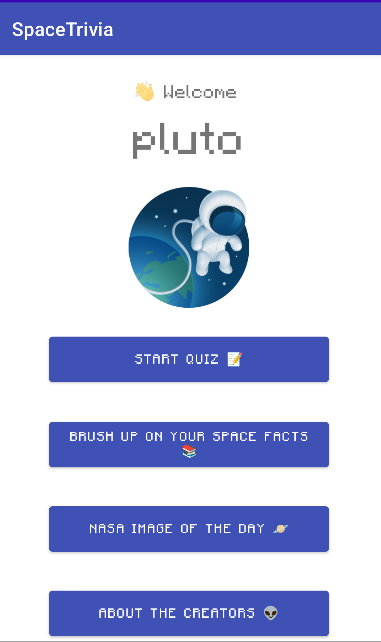 SpaceTrivia
👋 Welcome
pluto
START QUIZ 📝
BRUSH UP ON YOUR SPACE FACTS
📚
NASA IMAGE OF THE DAY 🪐
ABOUT THE CREATORS 👽